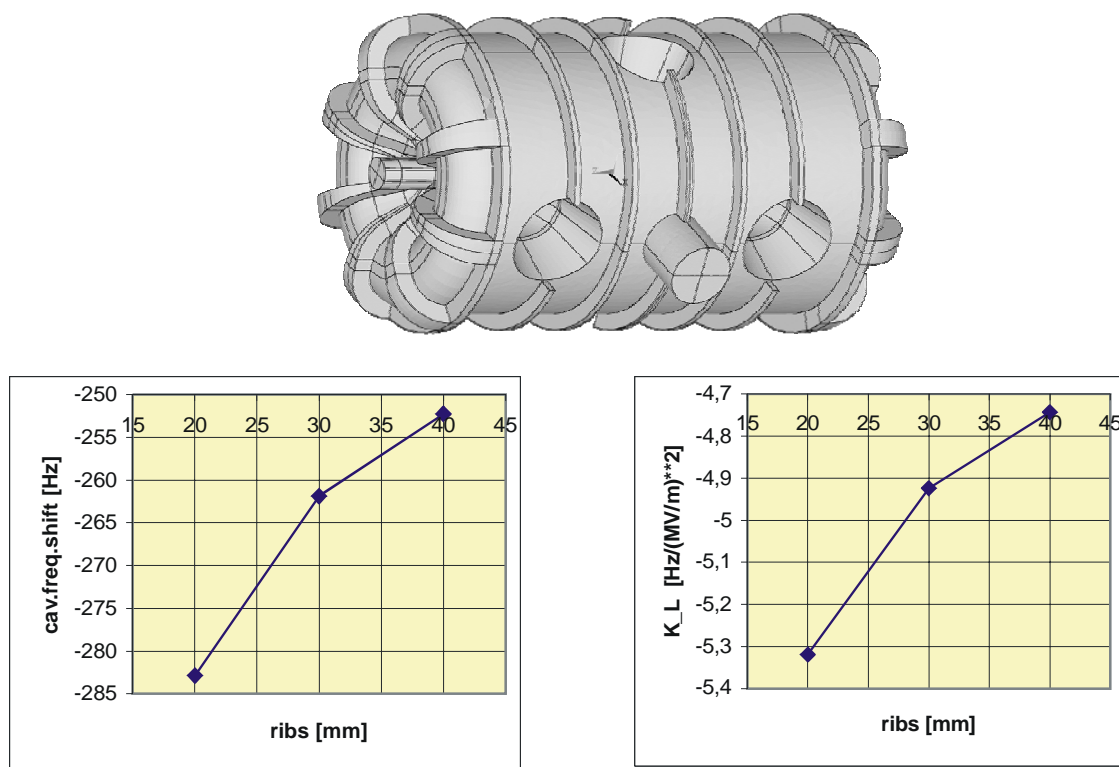 -250
-255
-260
-265
-270
-275
-280
-285
15 20 25 30 35 40 45
cav.freq.shift [Hz]
ribs [mm]
-4,7
-4,8
-4,9
-5
-5,1
-5,2
-5,3
-5,4
15 20 25 30 35 40 45
K_L [Hz/(MV/m)**2]
ribs [mm]